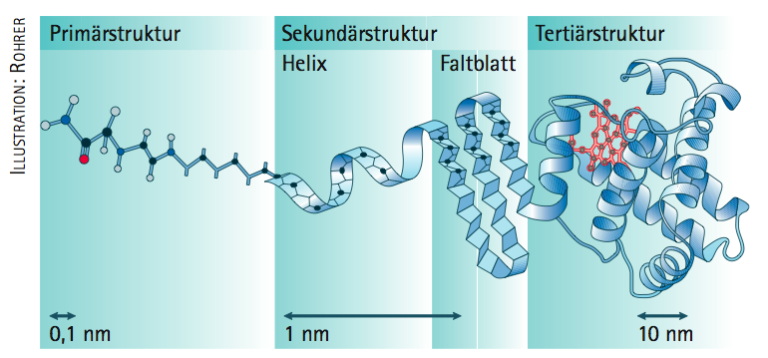 ILLUSTRATION: ROHRER
Primärstruktur
Sekundärstruktur
Tertiärstruktur
Helix
Faltblatt
0,1 nm
1 nm
10 nm